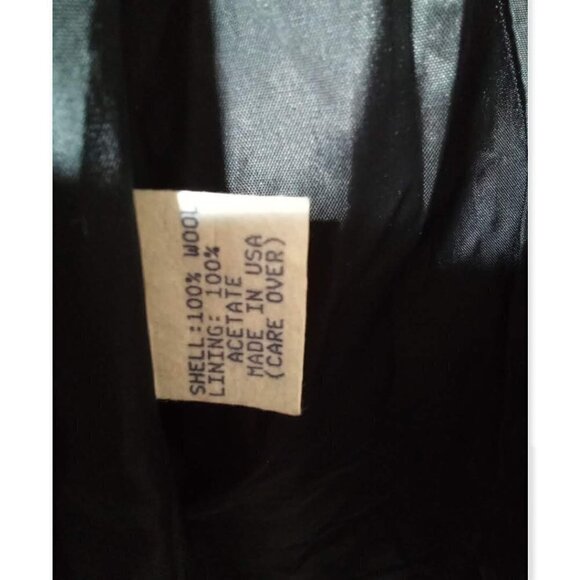 SHELL:100% WOOL
LINING: 100%
ACETATE
MADE IN USA
(CARE OVER)